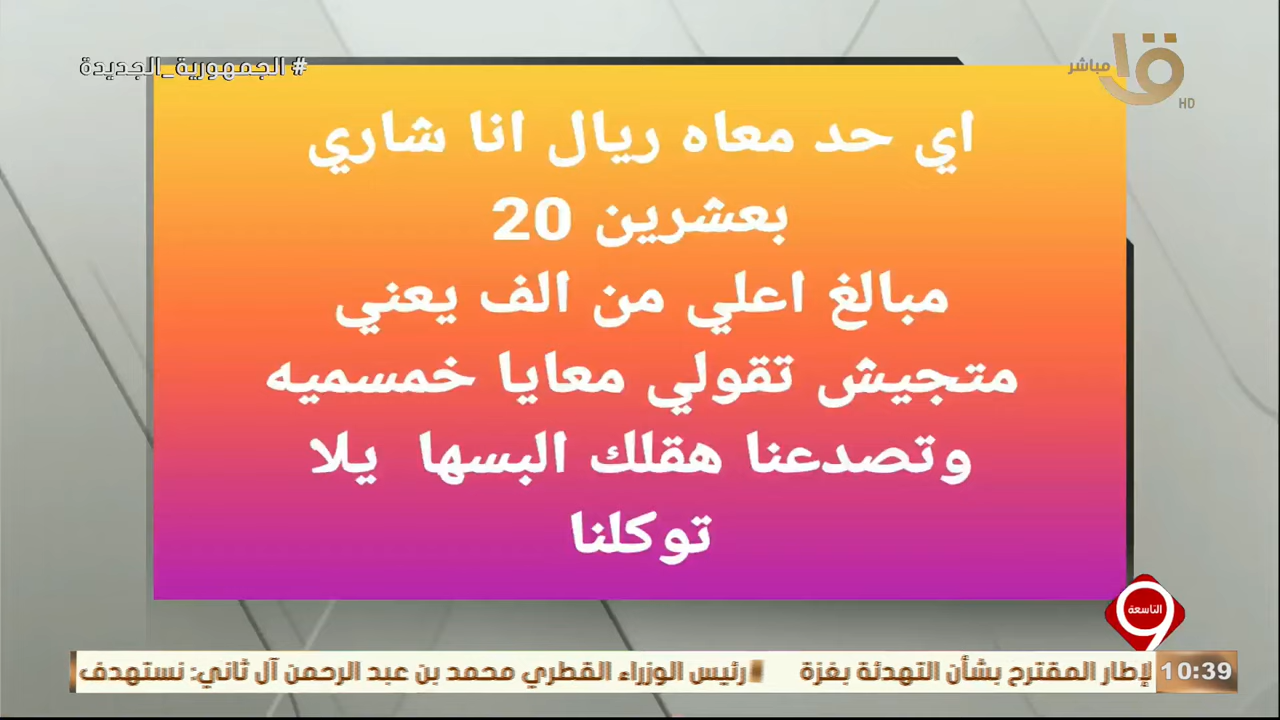 #الجمهورية_الجديدة
مباشر
HD
اي حد معاه ريال انا شاري
بعشرين 20
مبالغ اعلي من الف يعني
متجيش تقولي معايا خمسميه
وتصدعنا هقلك البسها يلا
توكلنا
التاسعة
9
10:39 لإطار المقترح بشأن التهدئة بغزة رئيس الوزراء القطري محمد بن عبد الرحمن آل ثاني: نستهدف